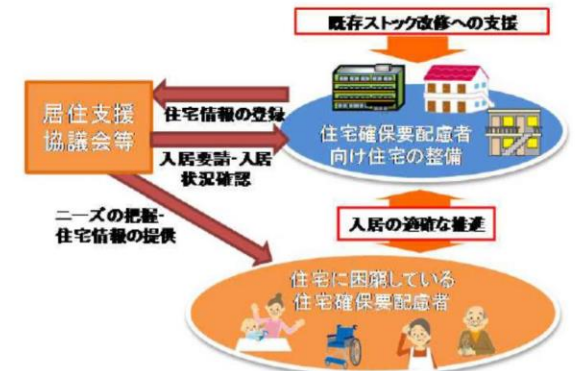 既存ストック改修への支援
居住支援
協議会等
住宅情報の登録
入居要請・入居
状況確認
住宅確保要配慮者
向け住宅の整備
ニーズの把握・
住宅情報の提供
入居の適確な推進
住宅に困窮している
住宅確保要配慮者